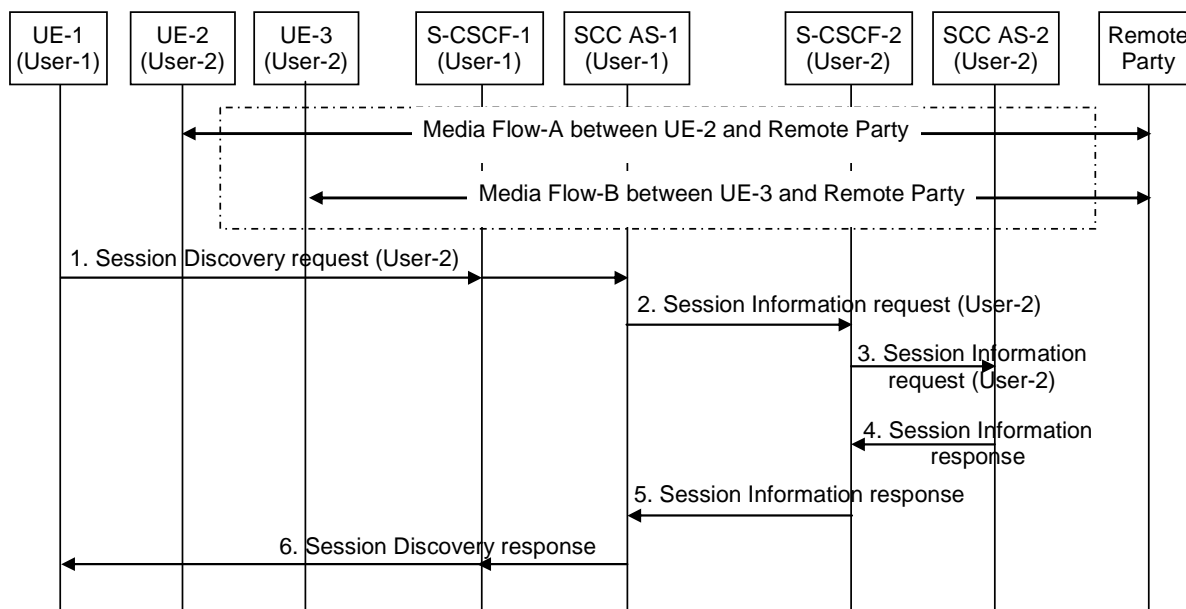 UE-1
(User-1)
UE-2
(User-2)
UE-3
(User-2)
S-CSCF-1
(User-1)
SCC AS-1
(User-1)
S-CSCF-2
(User-2)
SCC AS-2
(User-2)
Remote
Party
Media Flow-A between UE-2 and Remote Party
Media Flow-B between UE-3 and Remote Party
1. Session Discovery request (User-2)
2. Session Information request (User-2)
3. Session Information
request (User-2)
4. Session Information
response
5. Session Information response
6. Session Discovery response